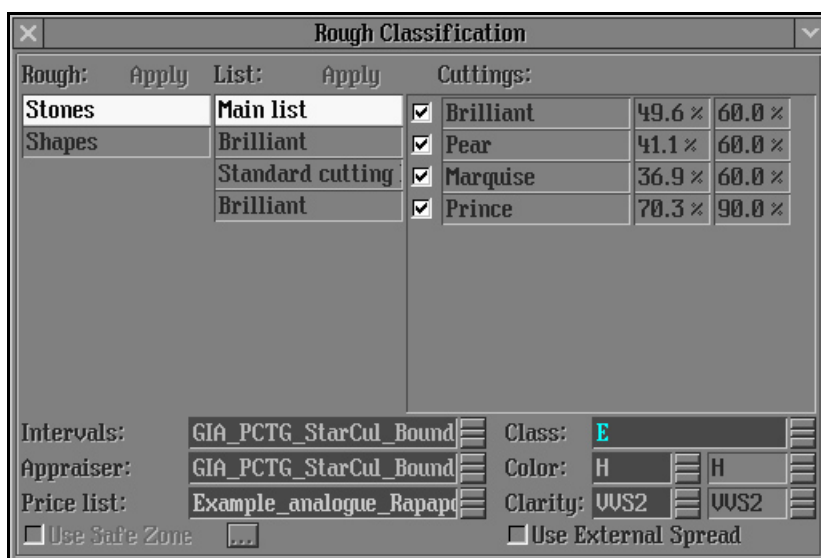 Rough Classification
Rough: Apply List: Apply Cuttings:
Stones Main list Brilliant 49.6 % 60.0 %
Shapes Brilliant Pear 41.1 % 60.0 %
Standard cutting Marquise 36.9 % 60.0 %
Brilliant Prince 70.3 % 90.0 %
Intervals: GIA_PCTG_StarCul_Bound Class: E
Appraiser: GIA_PCTG_StarCul_Bound Color: H H
Price list: Example_analogue_Rapap Clarity: VVS2 VVS2
Use Safe Zone ... Use External Spread